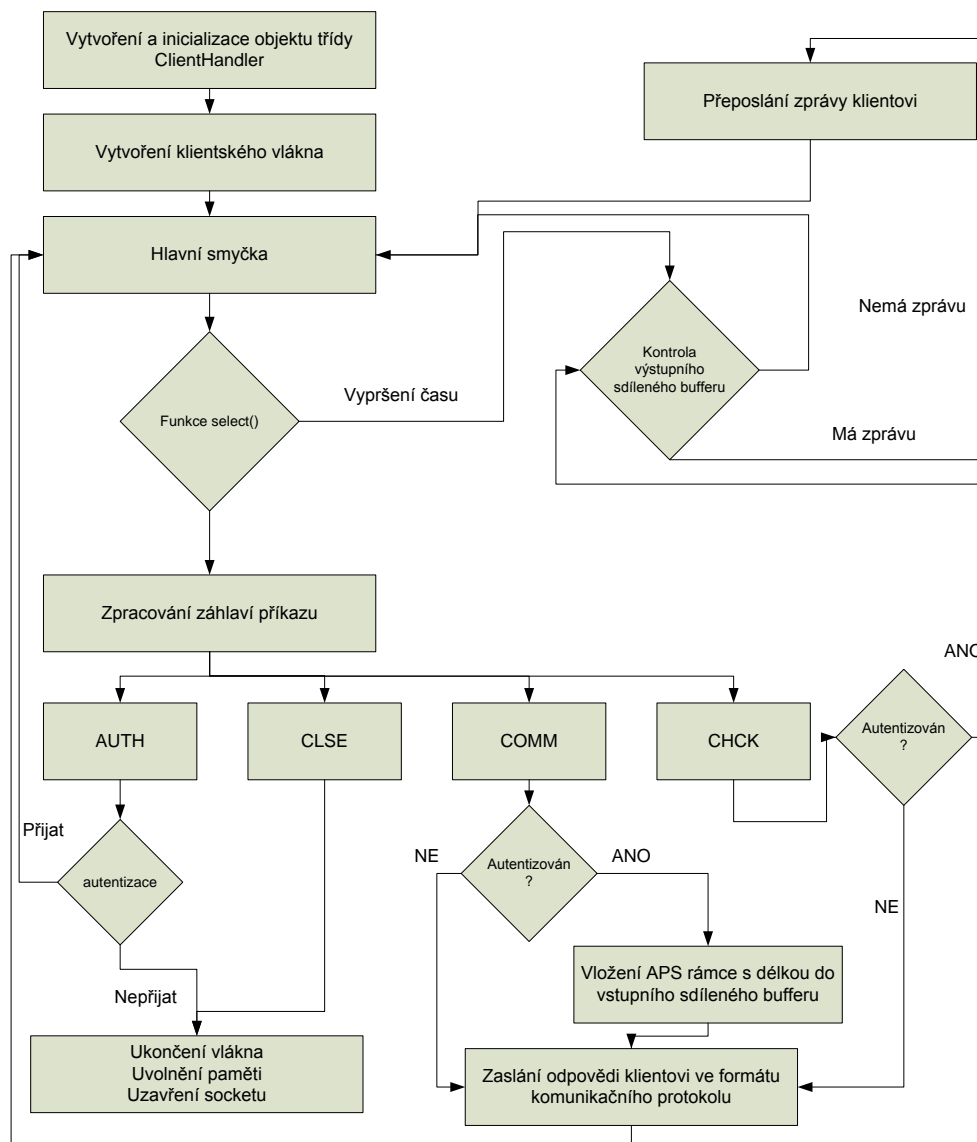 Vytvoření a inicializace objektu třídy
ClientHandler
Přeposlání zprávy klientovi
Vytvoření klientského vlákna
Hlavní smyčka
Nemá zprávu
Kontrola
výstupního
sdíleného bufferu
Vypršení času
Funkce select()
Má zprávu
Zpracování záhlaví příkazu
ANO
AUTH
CLSE
COMM
CHCK
Autentizován
?
Přijat
autentizace
NE
Autentizován
?
ANO
NE
Vložení APS rámce s délkou do
vstupního sdíleného bufferu
Nepřijat
Ukončení vlákna
Uvolnění paměti
Uzavření socketu
Zaslání odpovědi klientovi ve formátu
komunikačního protokolu